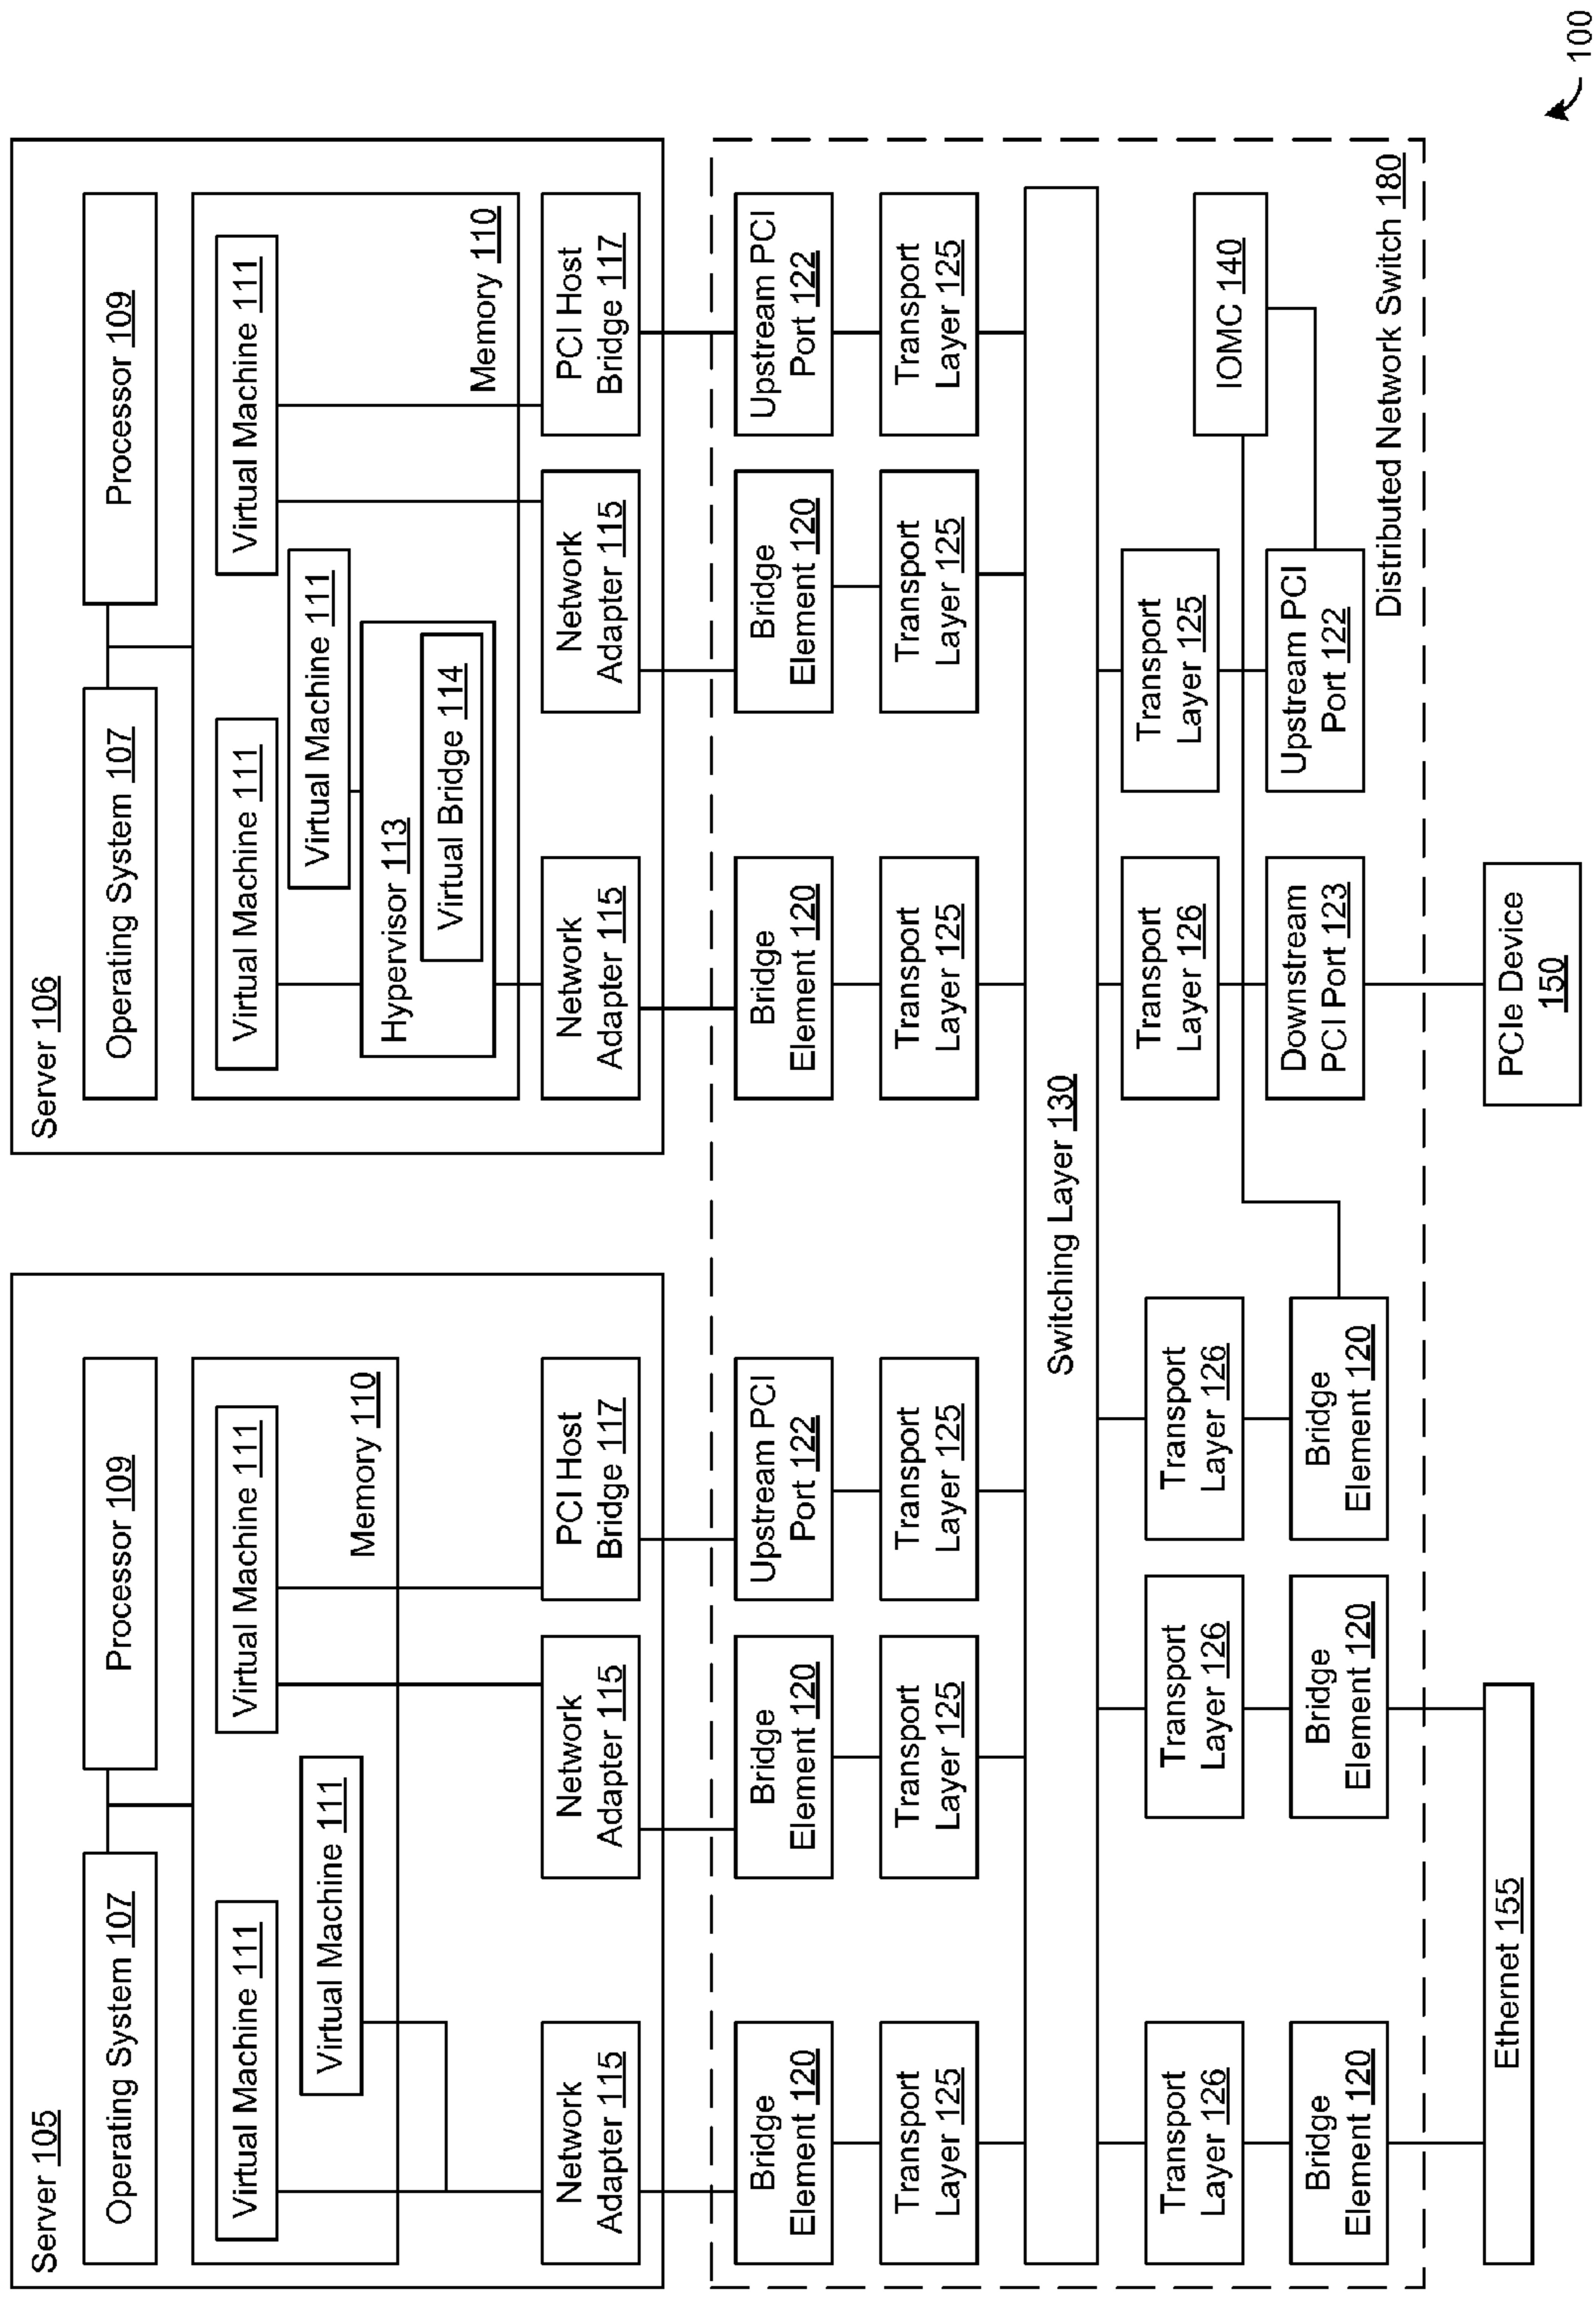 Server 105
Operating System 107
Processor 109
Virtual Machine 111
Virtual Machine 111
Virtual Machine 111
Memory 110
Network
Adapter 115
Network
Adapter 115
PCI Host
Bridge 117
Server 106
Operating System 107
Processor 109
Virtual Machine 111
Virtual Machine 111
Virtual Machine 111
Hypervisor 113
Virtual Bridge 114
Memory 110
Network
Adapter 115
Network
Adapter 115
PCI Host
Bridge 117
Bridge
Element 120
Bridge
Element 120
Upstream PCI
Port 122
Bridge
Element 120
Bridge
Element 120
Upstream PCI
Port 122
Transport
Layer 125
Transport
Layer 125
Transport
Layer 125
Transport
Layer 125
Transport
Layer 125
Transport
Layer 125
Switching Layer 130
Transport
Layer 126
Transport
Layer 126
Transport
Layer 126
Transport
Layer 126
Transport
Layer 125
IOMC 140
Bridge
Element 120
Bridge
Element 120
Bridge
Element 120
Downstream
PCI Port 123
Upstream PCI
Port 122
Distributed Network Switch 180
Ethernet 155
PCIe Device
150
100